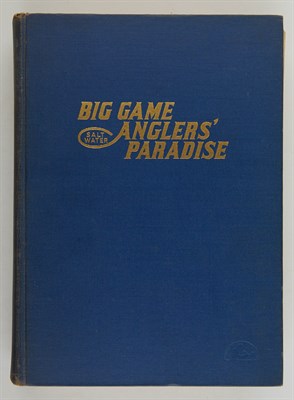 BIG GAME
SALT WATER
ANGLERS'
PARADISE